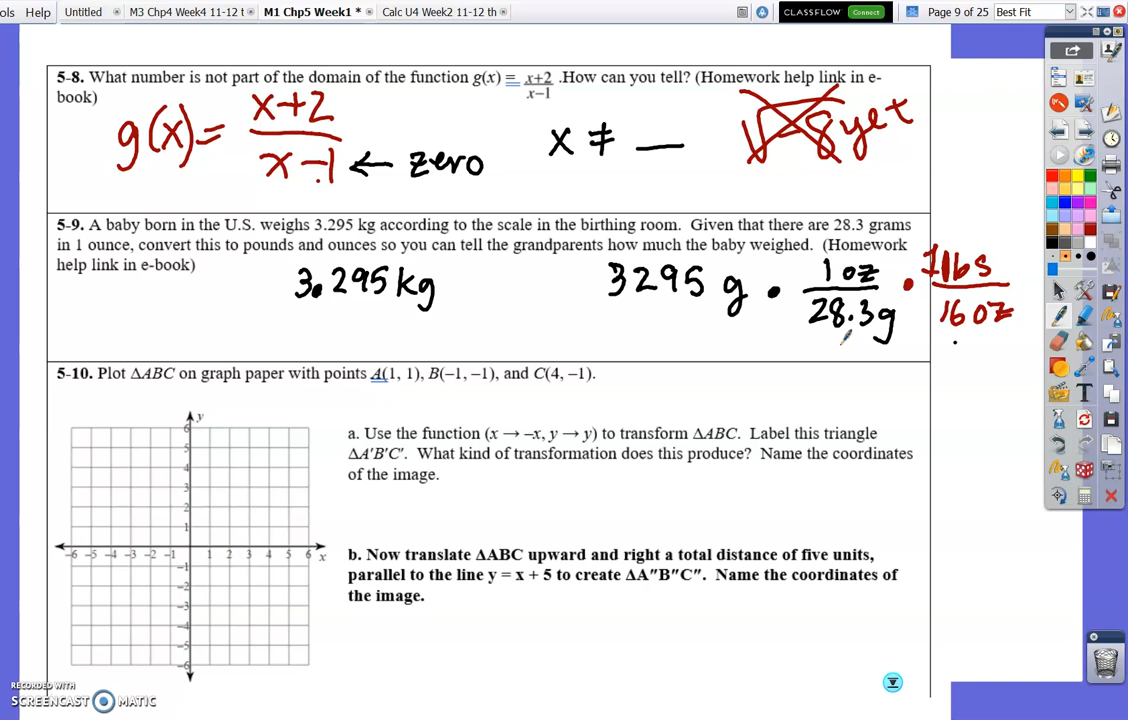 ols Help Untitled M3 Chp4 Week4 11-12 t M1 Chp5 Week1 * Calc U4 Week2 11-12 th CLASSFLOW Connect Page 9 of 25 Best Fit
5-8. What number is not part of the domain of the function g(x) = x+2 / x−1 .How can you tell? (Homework help link in e-
book)
g(x) = x+2 / x-1 ← zero x ≠ __ √-8 yet
5-9. A baby born in the U.S. weighs 3.295 kg according to the scale in the birthing room. Given that there are 28.3 grams
in 1 ounce, convert this to pounds and ounces so you can tell the grandparents how much the baby weighed. (Homework
help link in e-book)
3.295 kg 3295 g • 1 oz / 28.3g • 1 lbs / 16 oz
5-10. Plot ΔABC on graph paper with points A(1, 1), B(−1, −1), and C(4, −1).
a. Use the function (x → −x, y → y) to transform ΔABC. Label this triangle
ΔA'B'C'. What kind of transformation does this produce? Name the coordinates
of the image.
b. Now translate ΔABC upward and right a total distance of five units,
parallel to the line y = x + 5 to create ΔA″B″C″. Name the coordinates of
the image.
y
6
5
4
3
2
1
-6 -5 -4 -3 -2 -1 1 2 3 4 5 6 x
-1
-2
-3
-4
-5
-6
RECORDED WITH
SCREENCAST MATIC